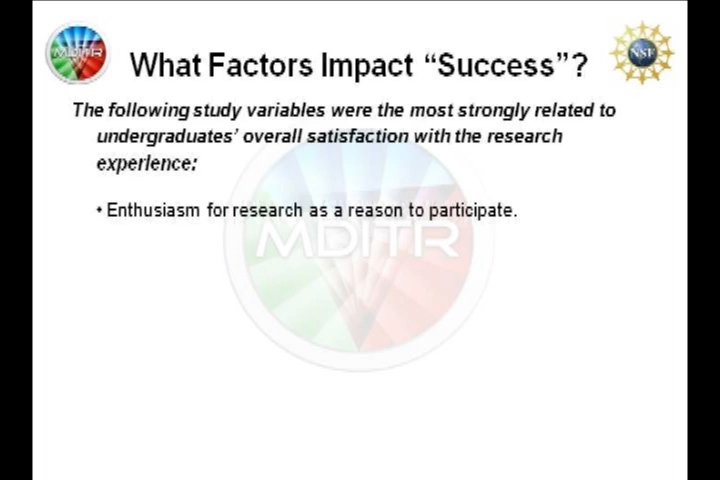 MDITR
What Factors Impact “Success”?
NSF
The following study variables were the most strongly related to
undergraduates’ overall satisfaction with the research
experience:
• Enthusiasm for research as a reason to participate.
MDITR